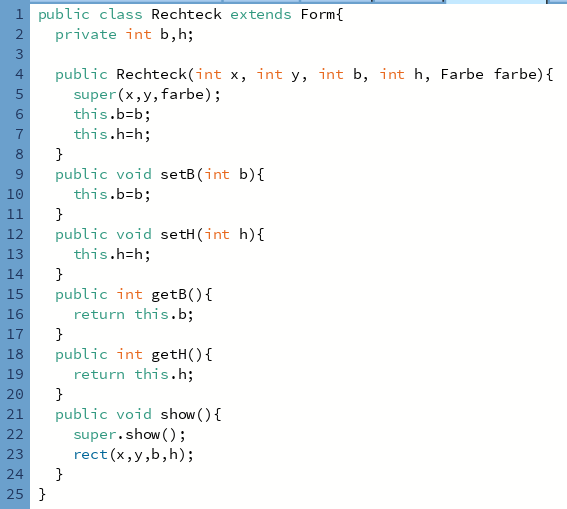 1 public class Rechteck extends Form{
2   private int b,h;
3
4   public Rechteck(int x, int y, int b, int h, Farbe farbe){
5     super(x,y,farbe);
6     this.b=b;
7     this.h=h;
8   }
9   public void setB(int b){
10     this.b=b;
11   }
12   public void setH(int h){
13     this.h=h;
14   }
15   public int getB(){
16     return this.b;
17   }
18   public int getH(){
19     return this.h;
20   }
21   public void show(){
22     super.show();
23     rect(x,y,b,h);
24   }
25 }